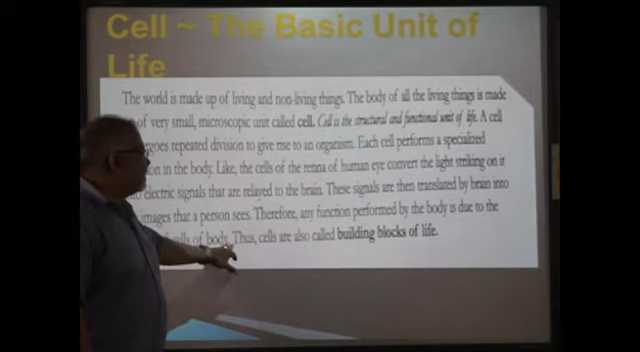 Cell ~ The Basic Unit of
Life
The world is made up of living and non-living things. The body of all the living things is made
of very small, microscopic unit called cell. Cell is the structural and functional unit of life. A cell
repeated division to give rise to an organism. Each cell performs a specialized
in the body. Like, the cells of the retina of human eye convert the light striking on it
electric signals that are relayed to the brain. These signals are then translated by brain into
images that a person sees. Therefore, any function performed by the body is due to the
cells of body. Thus, cells are also called building blocks of life.